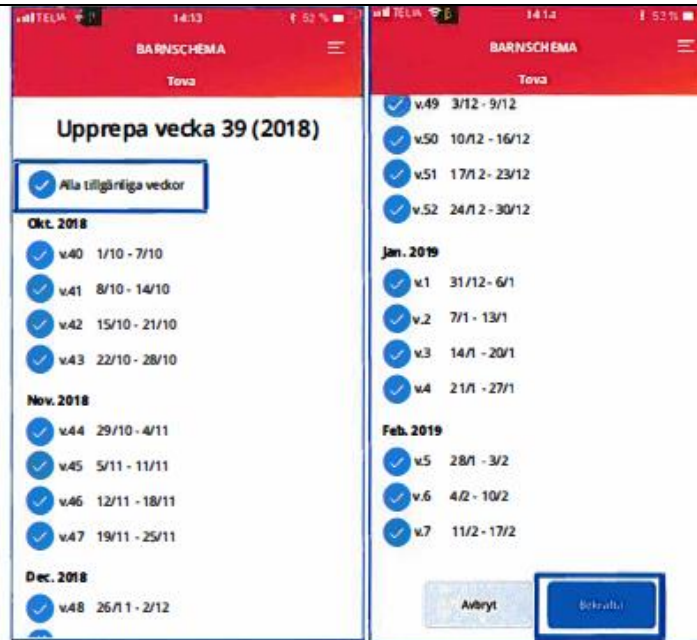 TELIA 14:13 52 %
BARNSCHEMA
Tova
Upprepa vecka 39 (2018)
Alla tillgänliga veckor
Okt. 2018
v.40 1/10 - 7/10
v.41 8/10 - 14/10
v.42 15/10 - 21/10
v.43 22/10 - 28/10
Nov. 2018
v.44 29/10 - 4/11
v.45 5/11 - 11/11
v.46 12/11 - 18/11
v.47 19/11 - 25/11
Dec. 2018
v.48 26/11 - 2/12
TELIA 14:14 52 %
BARNSCHEMA
Tova
v.49 3/12 - 9/12
v.50 10/12 - 16/12
v.51 17/12 - 23/12
v.52 24/12 - 30/12
Jan. 2019
v.1 31/12 - 6/1
v.2 7/1 - 13/1
v.3 14/1 - 20/1
v.4 21/1 - 27/1
Feb. 2019
v.5 28/1 - 3/2
v.6 4/2 - 10/2
v.7 11/2 - 17/2
Avbryt
Bekräfta